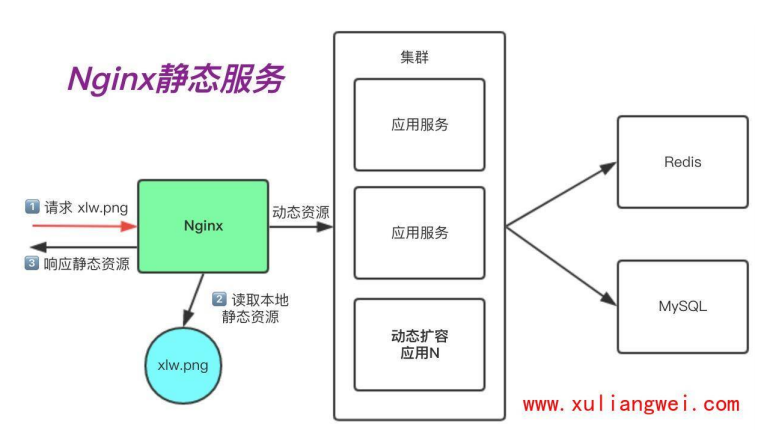 Nginx静态服务
集群
应用服务
Redis
1 请求 xlw.png
Nginx
动态资源
应用服务
3 响应静态资源
2 读取本地
静态资源
MySQL
动态扩容
应用N
xlw.png
www.xuliangwei.com